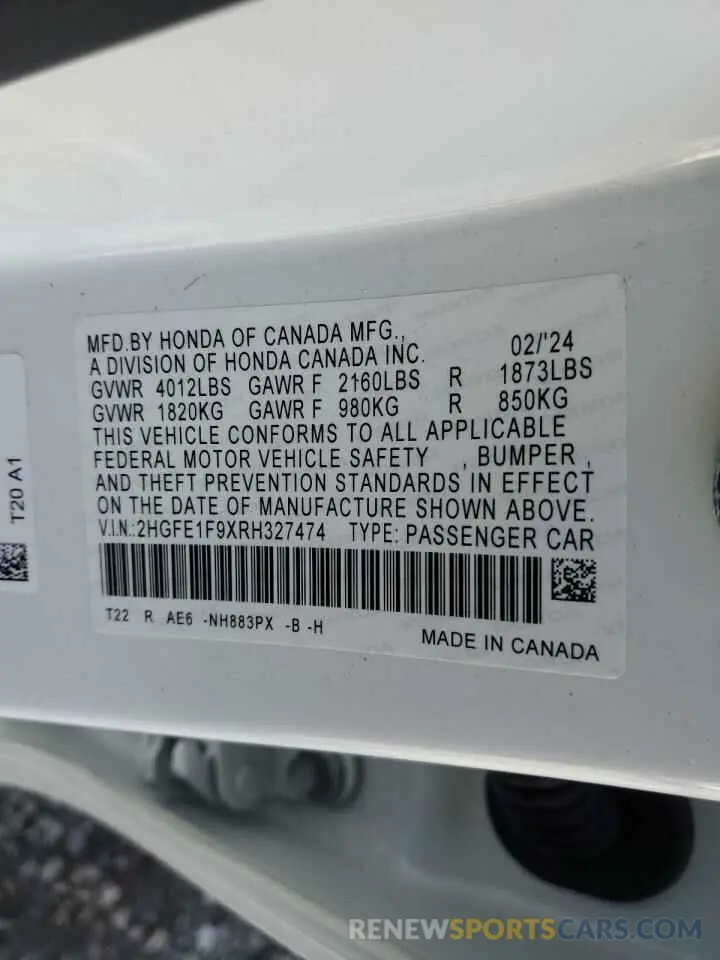 MFD.BY HONDA OF CANADA MFG.,
A DIVISION OF HONDA CANADA INC. 02/'24
GVWR 4012LBS GAWR F 2160LBS R 1873LBS
GVWR 1820KG GAWR F 980KG R 850KG
THIS VEHICLE CONFORMS TO ALL APPLICABLE
FEDERAL MOTOR VEHICLE SAFETY , BUMPER ,
AND THEFT PREVENTION STANDARDS IN EFFECT
ON THE DATE OF MANUFACTURE SHOWN ABOVE.
V.I.N.:2HGFE1F9XRH327474 TYPE: PASSENGER CAR
T22 R AE6 -NH883PX -B -H
MADE IN CANADA
T20 A1
RENEWSPORTSCARS.COM